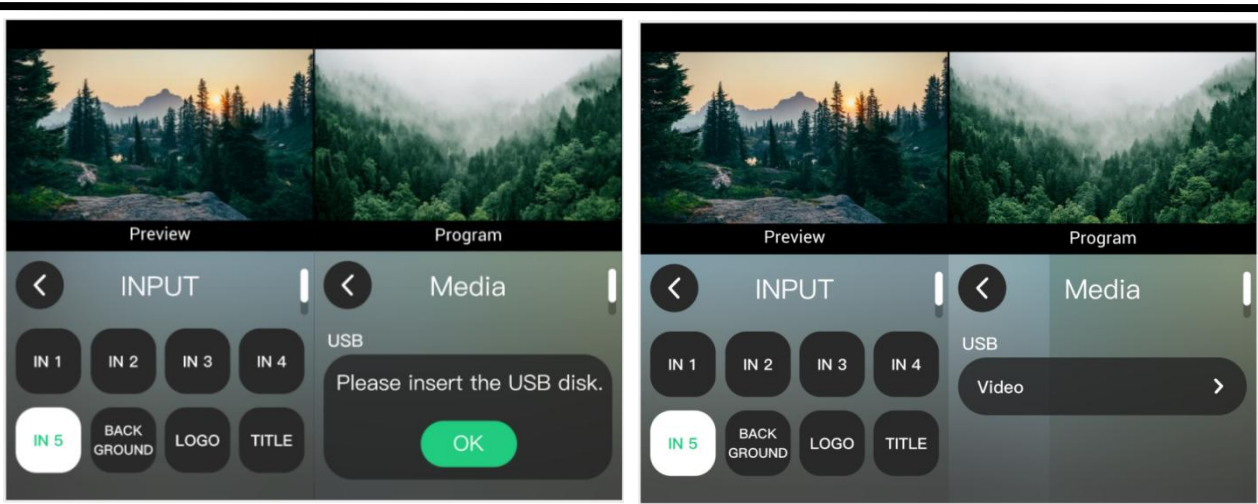 Preview
Program
INPUT
Media
IN 1
IN 2
IN 3
IN 4
IN 5
BACK
GROUND
LOGO
TITLE
USB
Please insert the USB disk.
OK
Preview
Program
INPUT
Media
IN 1
IN 2
IN 3
IN 4
IN 5
BACK
GROUND
LOGO
TITLE
USB
Video